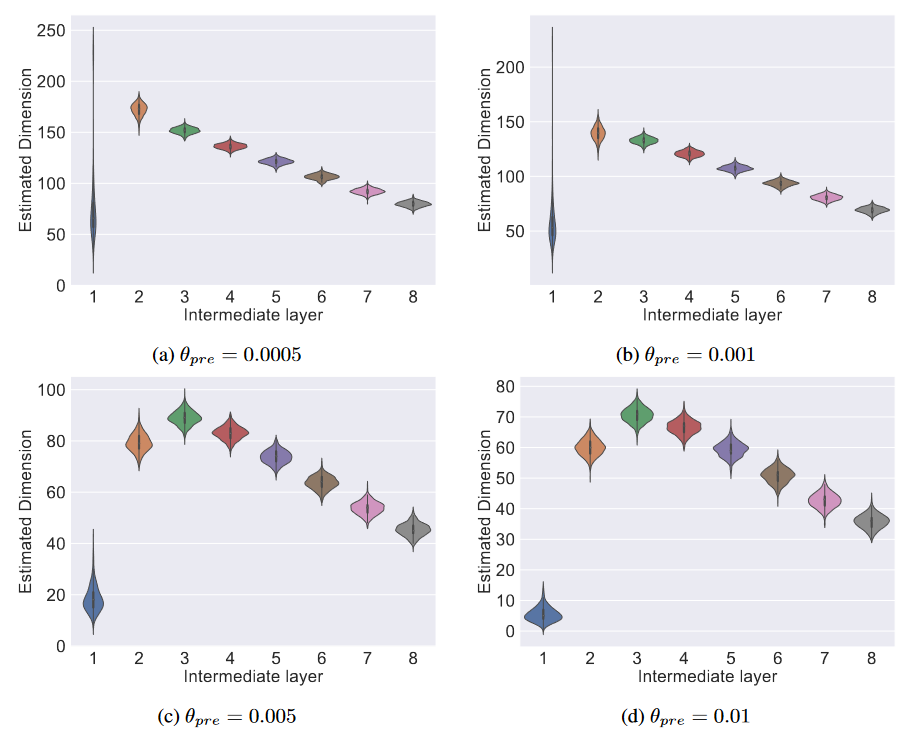 250
200
150
100
50
0
Estimated Dimension
1 2 3 4 5 6 7 8
Intermediate layer
(a) θpre = 0.0005
200
150
100
50
Estimated Dimension
1 2 3 4 5 6 7 8
Intermediate layer
(b) θpre = 0.001
100
80
60
40
20
0
Estimated Dimension
1 2 3 4 5 6 7 8
Intermediate layer
(c) θpre = 0.005
80
70
60
50
40
30
20
10
0
Estimated Dimension
1 2 3 4 5 6 7 8
Intermediate layer
(d) θpre = 0.01